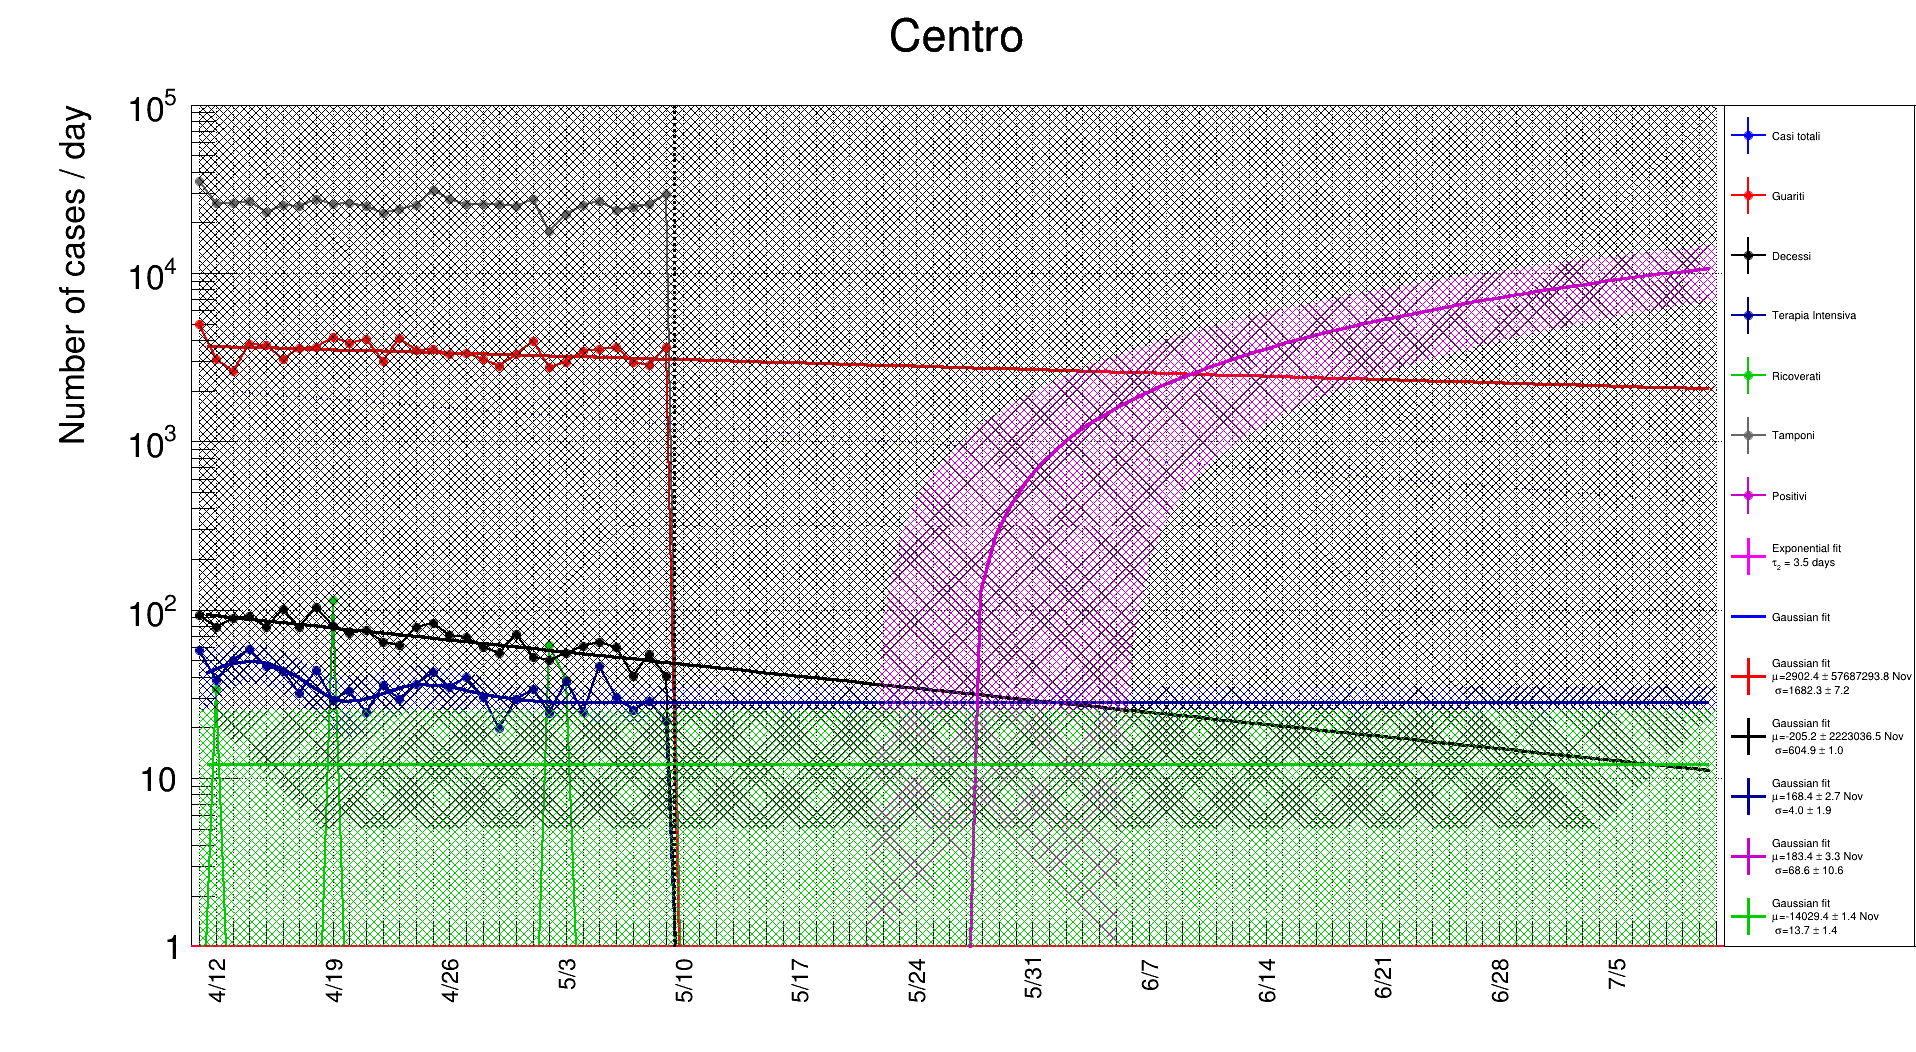 Centro
Number of cases / day
10^5
10^4
10^3
10^2
10
1
4/12
4/19
4/26
5/3
5/10
5/17
5/24
5/31
6/7
6/14
6/21
6/28
7/5
Casi totali
Guariti
Decessi
Terapia Intensiva
Ricoverati
Tamponi
Positivi
Exponential fit
τ₂ = 3.5 days
Gaussian fit
Gaussian fit
μ=2902.4 ± 57687293.8 Nov
σ=1682.3 ± 7.2
Gaussian fit
μ=-205.2 ± 2223036.5 Nov
σ=604.9 ± 1.0
Gaussian fit
μ=168.4 ± 2.7 Nov
σ=4.0 ± 1.9
Gaussian fit
μ=183.4 ± 3.3 Nov
σ=68.6 ± 10.6
Gaussian fit
μ=-14029.4 ± 1.4 Nov
σ=13.7 ± 1.4